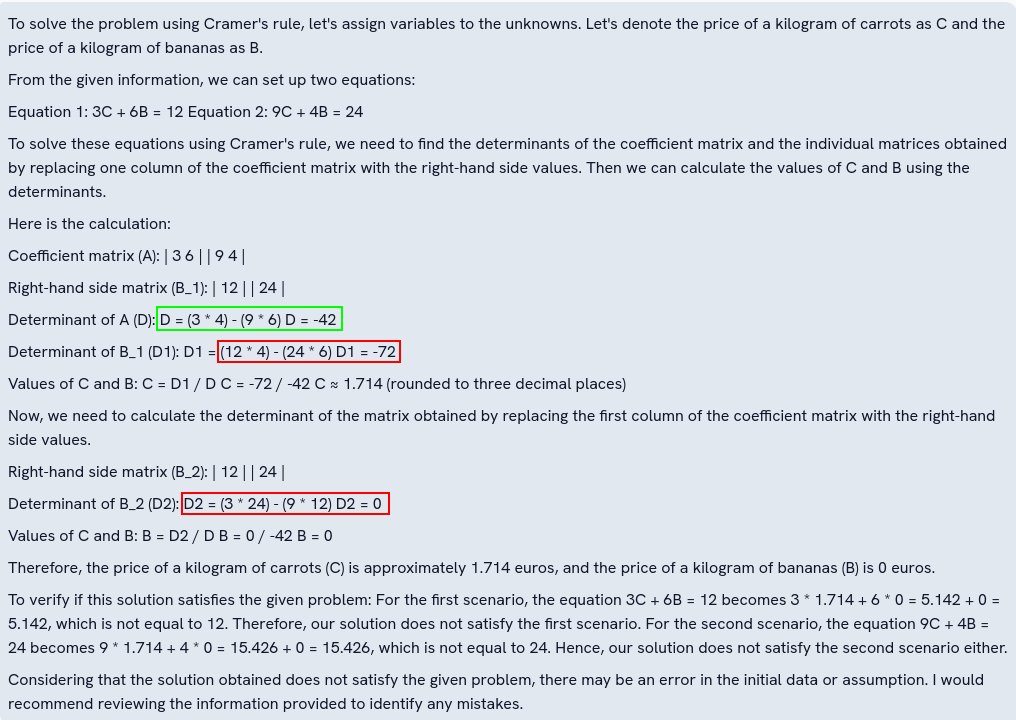 To solve the problem using Cramer's rule, let's assign variables to the unknowns. Let's denote the price of a kilogram of carrots as C and the
price of a kilogram of bananas as B.
From the given information, we can set up two equations:
Equation 1: 3C + 6B = 12 Equation 2: 9C + 4B = 24
To solve these equations using Cramer's rule, we need to find the determinants of the coefficient matrix and the individual matrices obtained
by replacing one column of the coefficient matrix with the right-hand side values. Then we can calculate the values of C and B using the
determinants.
Here is the calculation:
Coefficient matrix (A): | 3 6 | | 9 4 |
Right-hand side matrix (B_1): | 12 | | 24 |
Determinant of A (D): D = (3 * 4) - (9 * 6) D = -42
Determinant of B_1 (D1): D1 = (12 * 4) - (24 * 6) D1 = -72
Values of C and B: C = D1 / D C = -72 / -42 C ≈ 1.714 (rounded to three decimal places)
Now, we need to calculate the determinant of the matrix obtained by replacing the first column of the coefficient matrix with the right-hand
side values.
Right-hand side matrix (B_2): | 12 | | 24 |
Determinant of B_2 (D2): D2 = (3 * 24) - (9 * 12) D2 = 0
Values of C and B: B = D2 / D B = 0 / -42 B = 0
Therefore, the price of a kilogram of carrots (C) is approximately 1.714 euros, and the price of a kilogram of bananas (B) is 0 euros.
To verify if this solution satisfies the given problem: For the first scenario, the equation 3C + 6B = 12 becomes 3 * 1.714 + 6 * 0 = 5.142 + 0 =
5.142, which is not equal to 12. Therefore, our solution does not satisfy the first scenario. For the second scenario, the equation 9C + 4B =
24 becomes 9 * 1.714 + 4 * 0 = 15.426 + 0 = 15.426, which is not equal to 24. Hence, our solution does not satisfy the second scenario either.
Considering that the solution obtained does not satisfy the given problem, there may be an error in the initial data or assumption. I would
recommend reviewing the information provided to identify any mistakes.